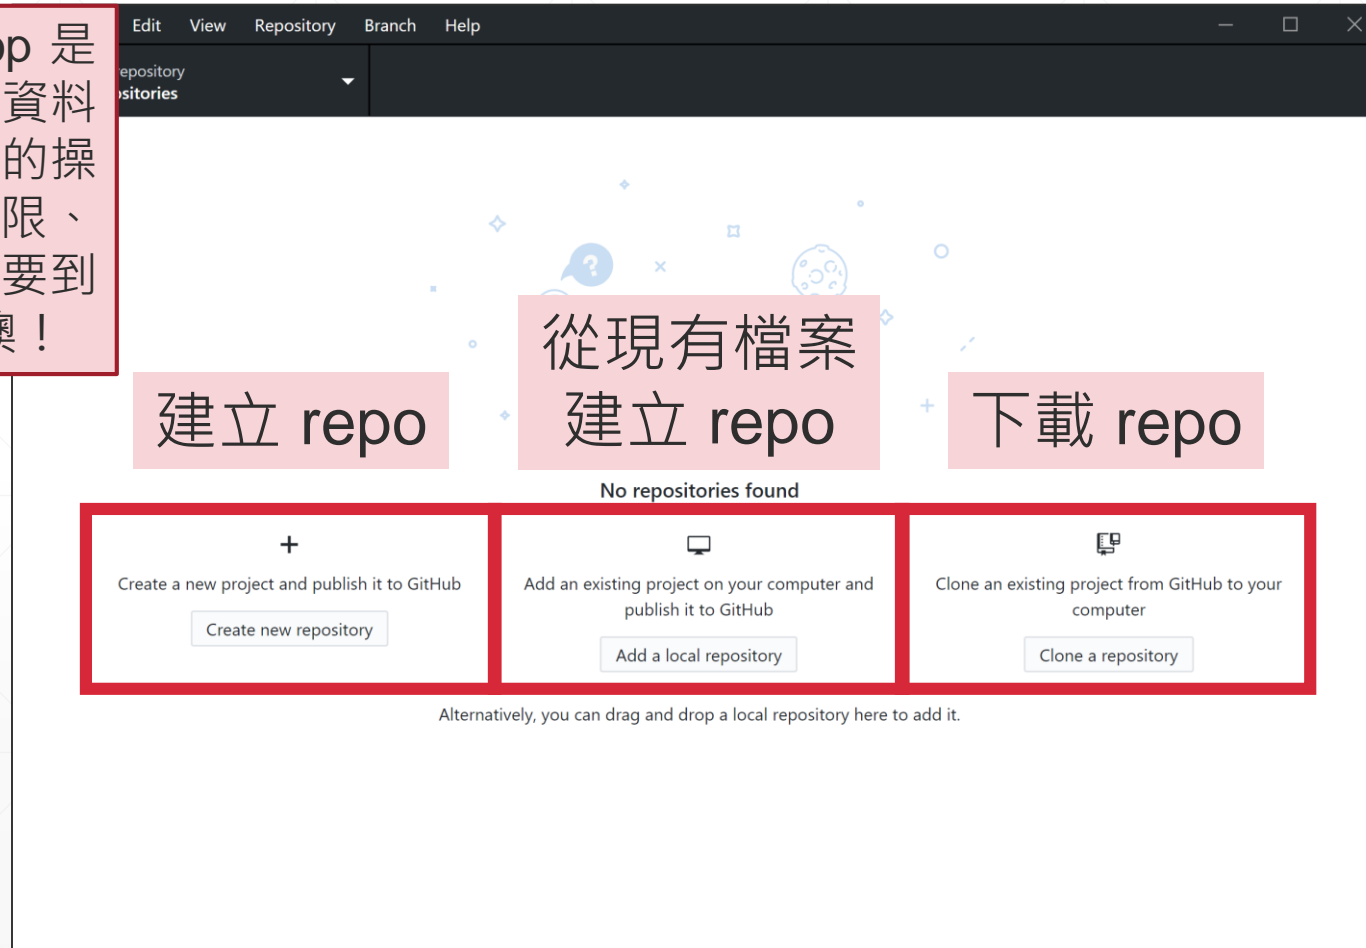 Edit View Repository Branch Help
op 是
資料
的操
限、
要到
噢！
epository
sitories
?
建立 repo
從現有檔案
建立 repo
下載 repo
No repositories found
Create a new project and publish it to GitHub
Create new repository
Add an existing project on your computer and
publish it to GitHub
Add a local repository
Clone an existing project from GitHub to your
computer
Clone a repository
Alternatively, you can drag and drop a local repository here to add it.